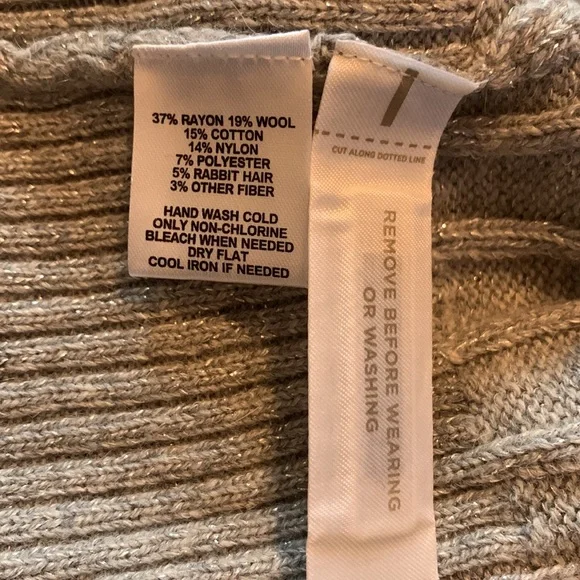 37% RAYON 19% WOOL
15% COTTON
14% NYLON
7% POLYESTER
5% RABBIT HAIR
3% OTHER FIBER
HAND WASH COLD
ONLY NON-CHLORINE
BLEACH WHEN NEEDED
DRY FLAT
COOL IRON IF NEEDED
CUT ALONG DOTTED LINE
REMOVE BEFORE WEARING
OR WASHING